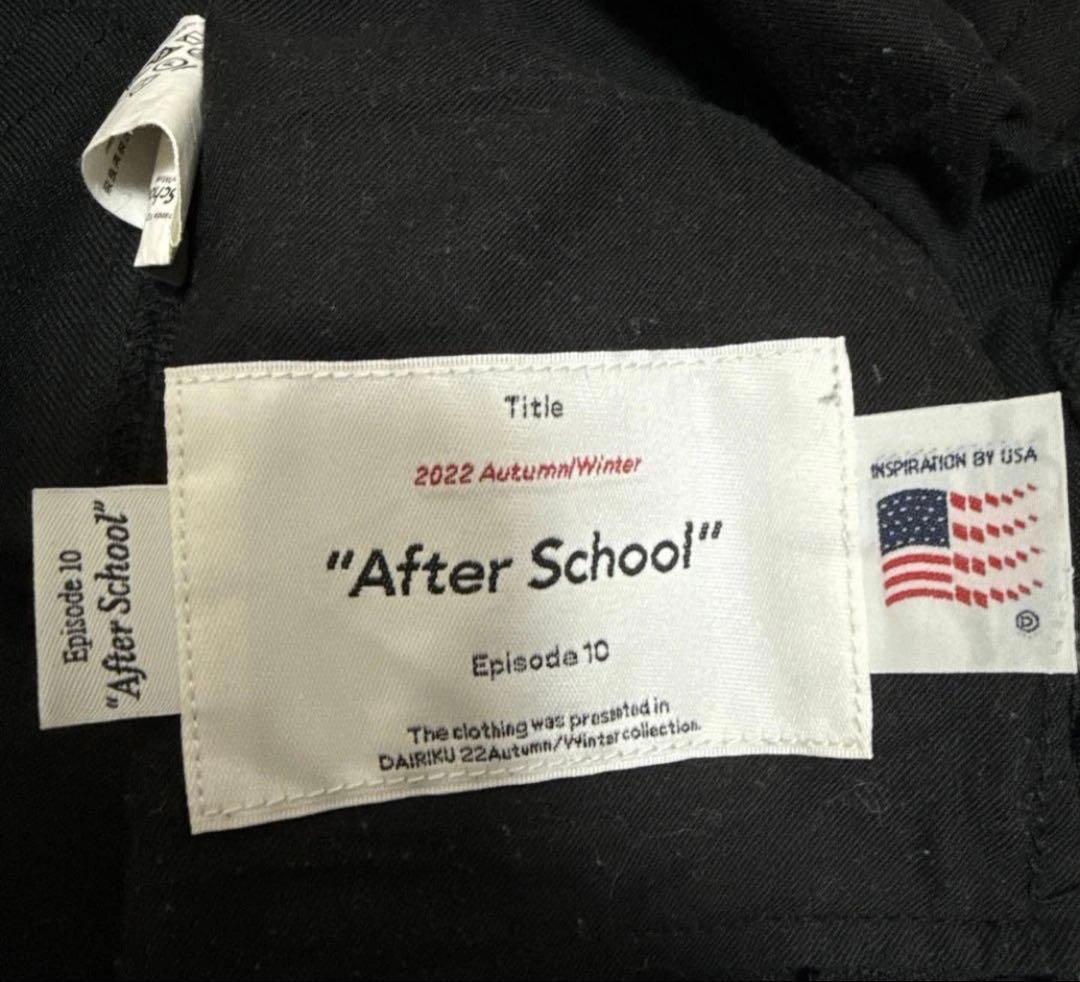 Title
2022 Autumn/Winter
"After School"
Episode 10
The clothing was presented in
DAIRIKU 22Autumn/Winter collection.
Episode 10
"After School"
INSPIRATION BY USA